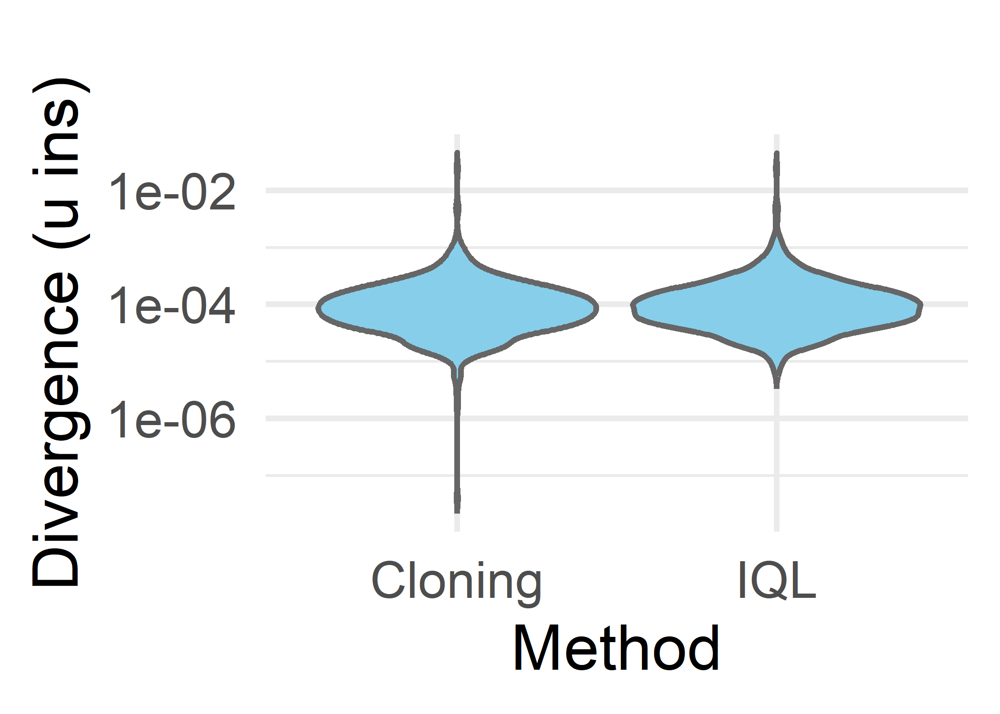 Divergence (u ins)
1e-02
1e-04
1e-06
Cloning
IQL
Method